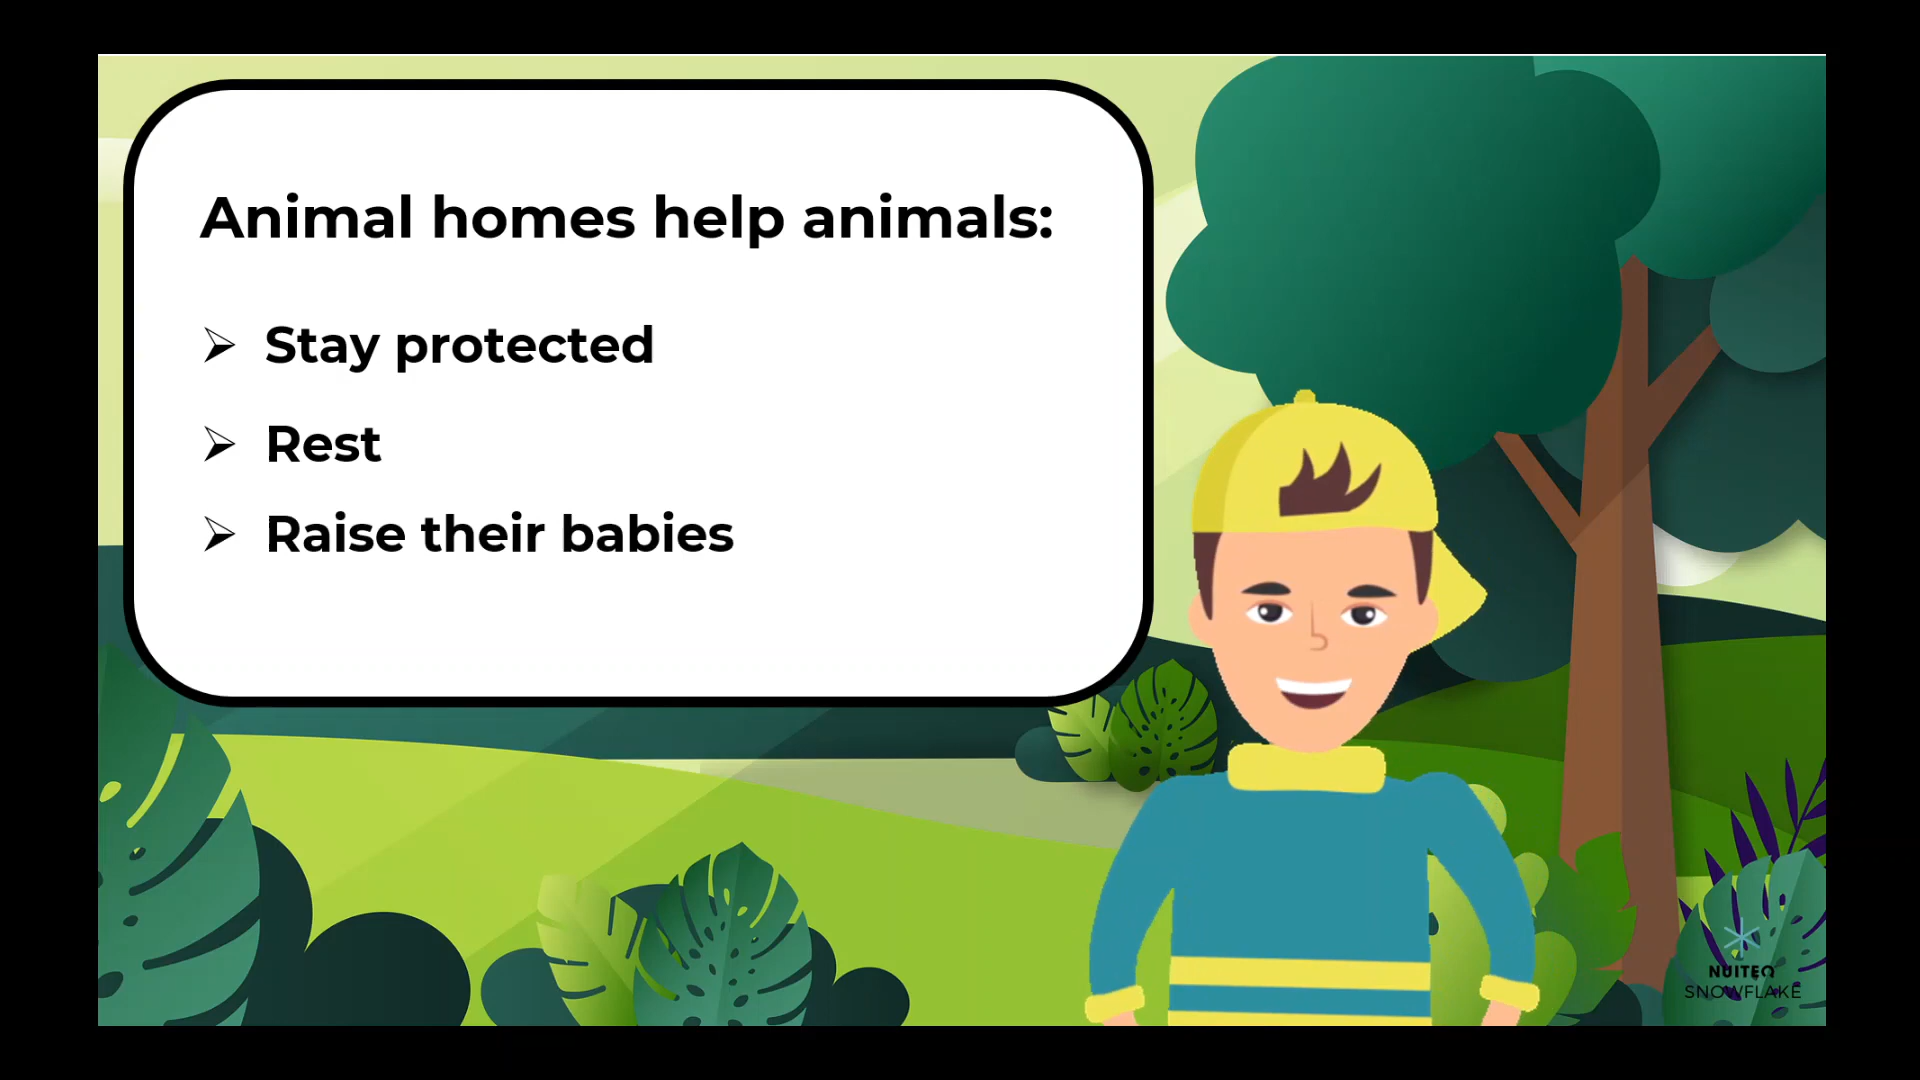 Animal homes help animals:
➢ Stay protected
➢ Rest
➢ Raise their babies
NUITEQ
SNOWFLAKE